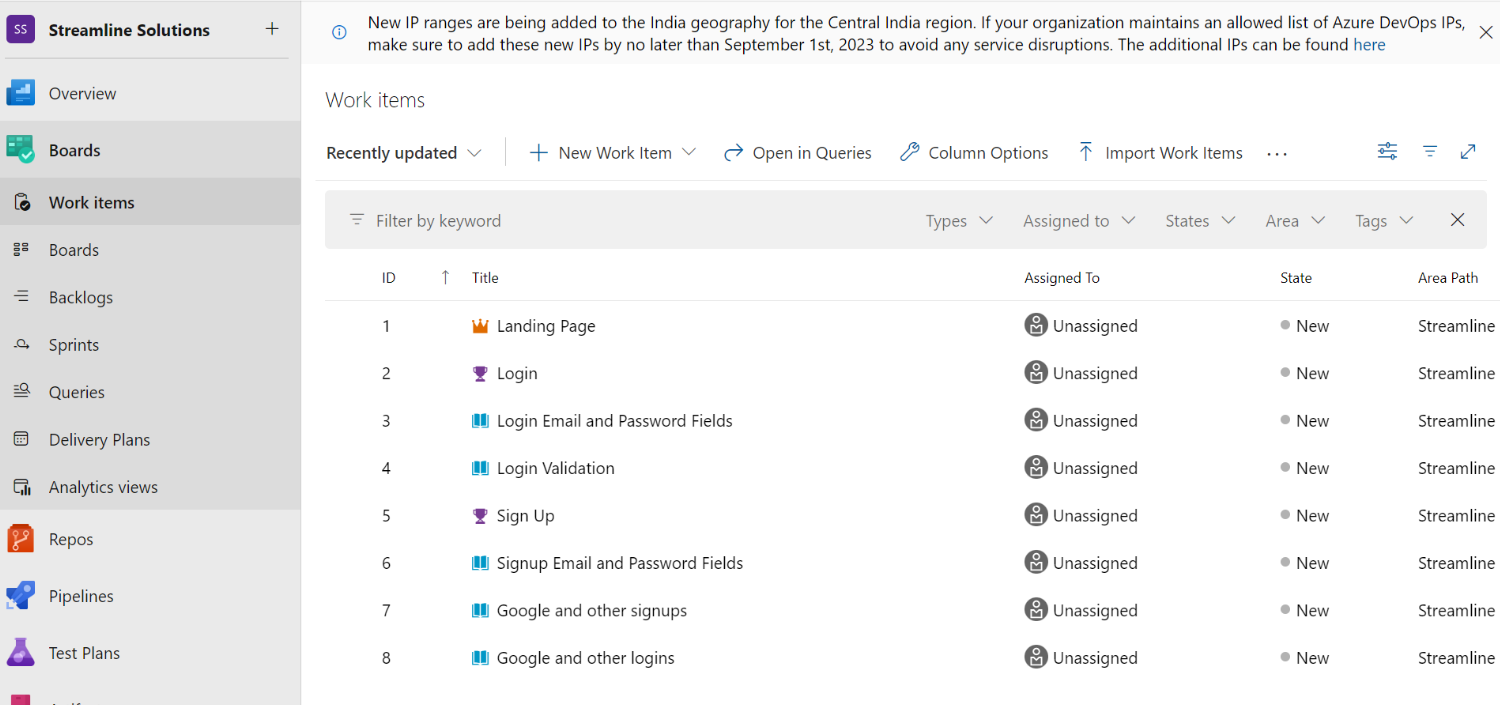 SS Streamline Solutions
New IP ranges are being added to the India geography for the Central India region. If your organization maintains an allowed list of Azure DevOps IPs,
make sure to add these new IPs by no later than September 1st, 2023 to avoid any service disruptions. The additional IPs can be found here
Overview
Boards
Work items
Boards
Backlogs
Sprints
Queries
Delivery Plans
Analytics views
Repos
Pipelines
Test Plans
Work items
Recently updated New Work Item Open in Queries Column Options Import Work Items
Filter by keyword Types Assigned to States Area Tags
ID Title Assigned To State Area Path
1 Landing Page Unassigned New Streamline
2 Login Unassigned New Streamline
3 Login Email and Password Fields Unassigned New Streamline
4 Login Validation Unassigned New Streamline
5 Sign Up Unassigned New Streamline
6 Signup Email and Password Fields Unassigned New Streamline
7 Google and other signups Unassigned New Streamline
8 Google and other logins Unassigned New Streamline